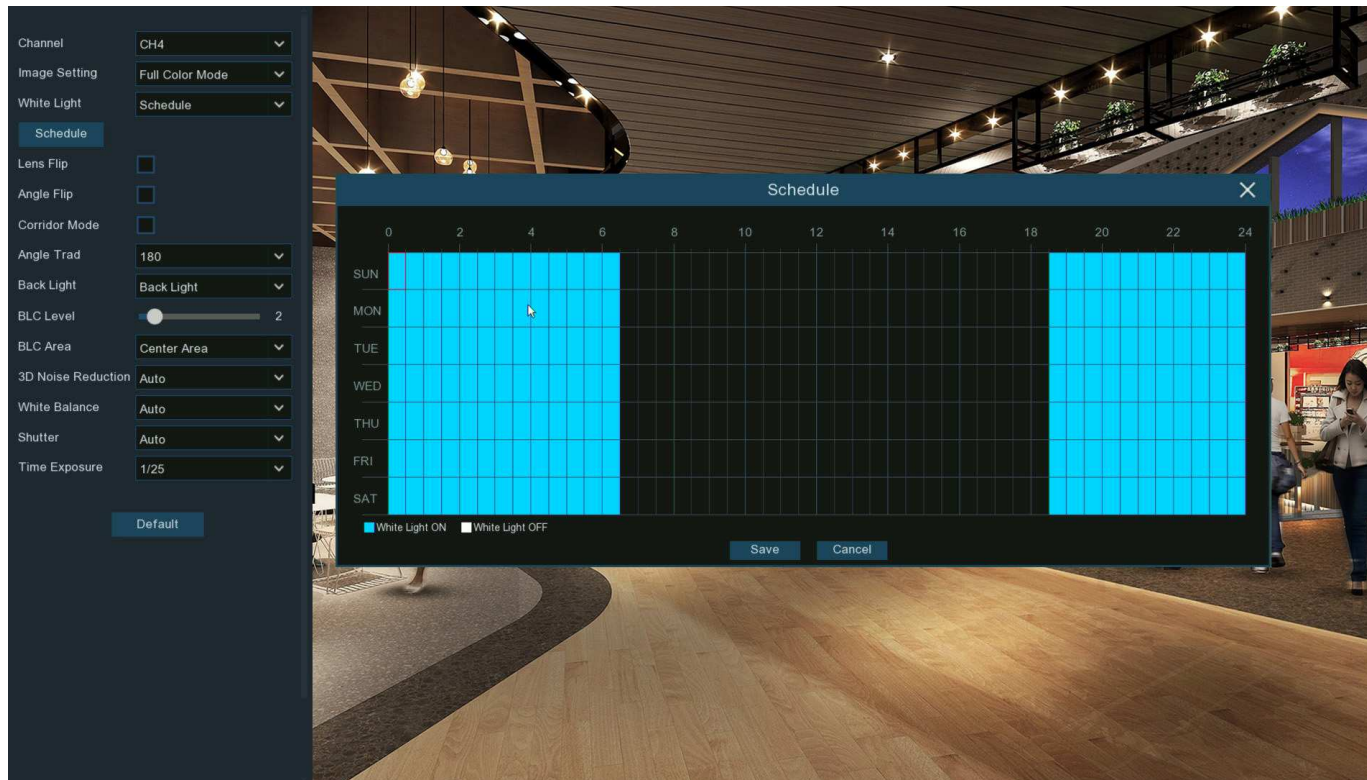 Channel CH4
Image Setting Full Color Mode
White Light Schedule
Schedule
Lens Flip
Angle Flip
Corridor Mode
Angle Trad 180
Back Light Back Light
BLC Level 2
BLC Area Center Area
3D Noise Reduction Auto
White Balance Auto
Shutter Auto
Time Exposure 1/25
Default
Schedule
0 2 4 6 8 10 12 14 16 18 20 22 24
SUN
MON
TUE
WED
THU
FRI
SAT
White Light ON White Light OFF
Save Cancel